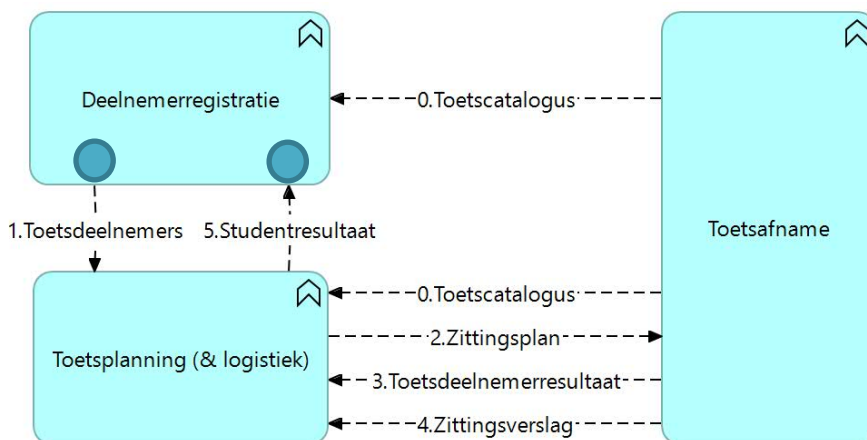 Deelnemerregistratie
0.Toetscatalogus
1.Toetsdeelnemers
5.Studentresultaat
Toetsafname
0.Toetscatalogus
2.Zittingsplan
Toetsplanning (& logistiek)
3.Toetsdeelnemerresultaat
4.Zittingsverslag